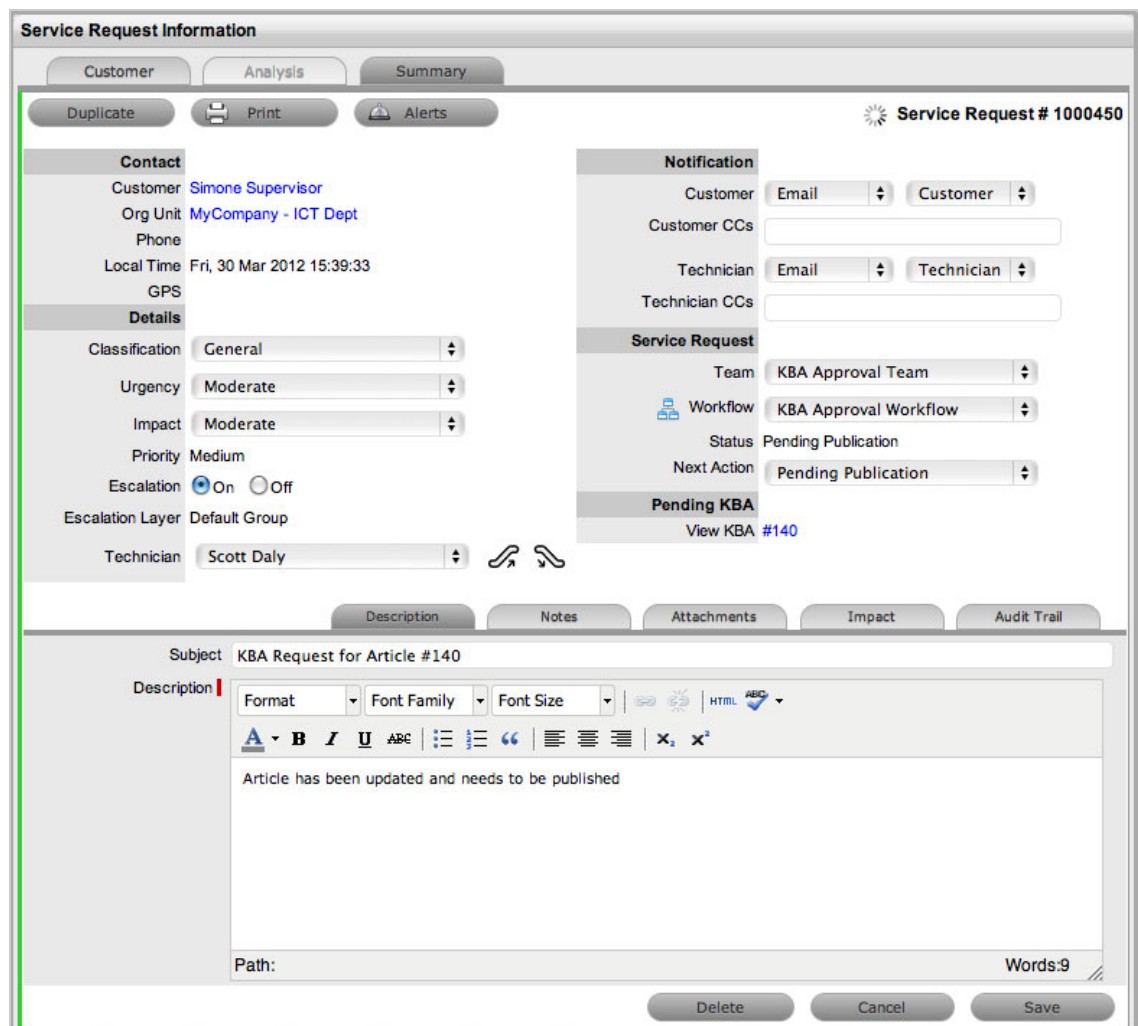 Service Request Information
Customer Analysis Summary
Duplicate Print Alerts Service Request # 1000450
Contact
Customer Simone Supervisor
Org Unit MyCompany - ICT Dept
Phone
Local Time Fri, 30 Mar 2012 15:39:33
GPS
Details
Classification General
Urgency Moderate
Impact Moderate
Priority Medium
Escalation On Off
Escalation Layer Default Group
Technician Scott Daly
Notification
Customer Email Customer
Customer CCs
Technician Email Technician
Technician CCs
Service Request
Team KBA Approval Team
Workflow KBA Approval Workflow
Status Pending Publication
Next Action Pending Publication
Pending KBA
View KBA #140
Description Notes Attachments Impact Audit Trail
Subject KBA Request for Article #140
Description
Format Font Family Font Size HTML ABC
A B I U ABC “ x₂ x²
Article has been updated and needs to be published
Path: Words:9
Delete Cancel Save